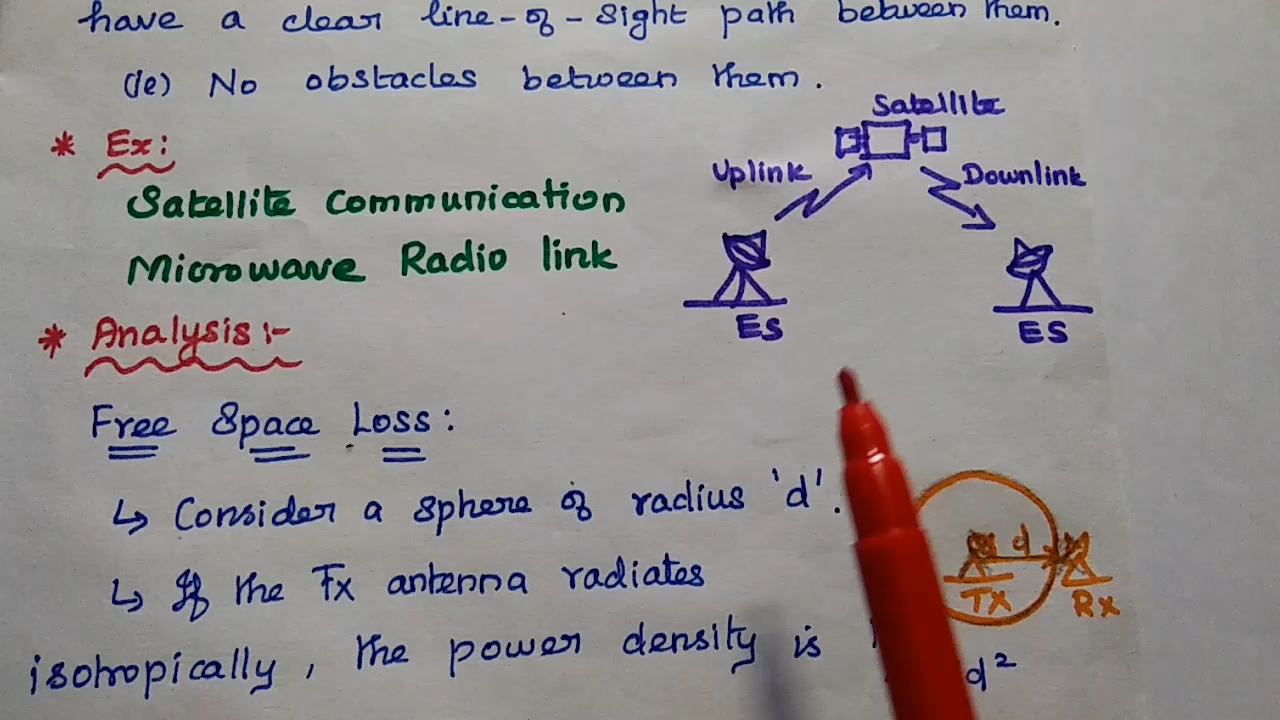 have a clear line-of-sight path between them.
(ie) No obstacles between them.
Satellite
* Ex:
Uplink
Downlink
Satellite Communication
Microwave Radio link
ES
ES
* Analysis :-
Free Space Loss :
↳ Consider a sphere of radius 'd'.
d
↳ If the Tx antenna radiates
Tx
Rx
isotropically, the power density is
d²